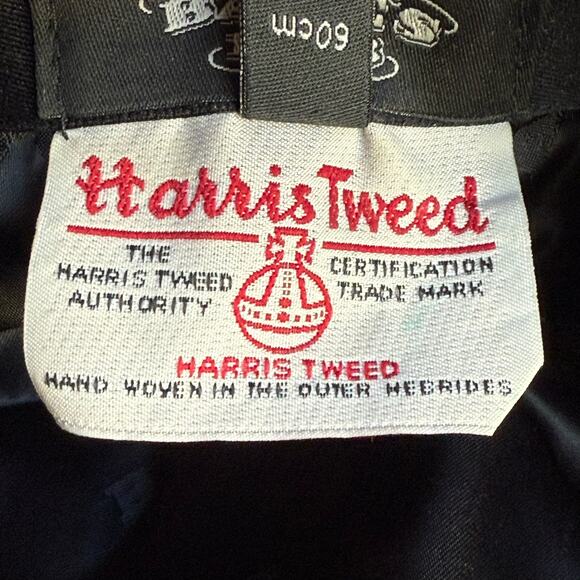 60cm
Harris Tweed
THE
HARRIS TWEED
AUTHORITY
CERTIFICATION
TRADE MARK
HARRIS TWEED
HAND WOVEN IN THE OUTER HEBRIDES